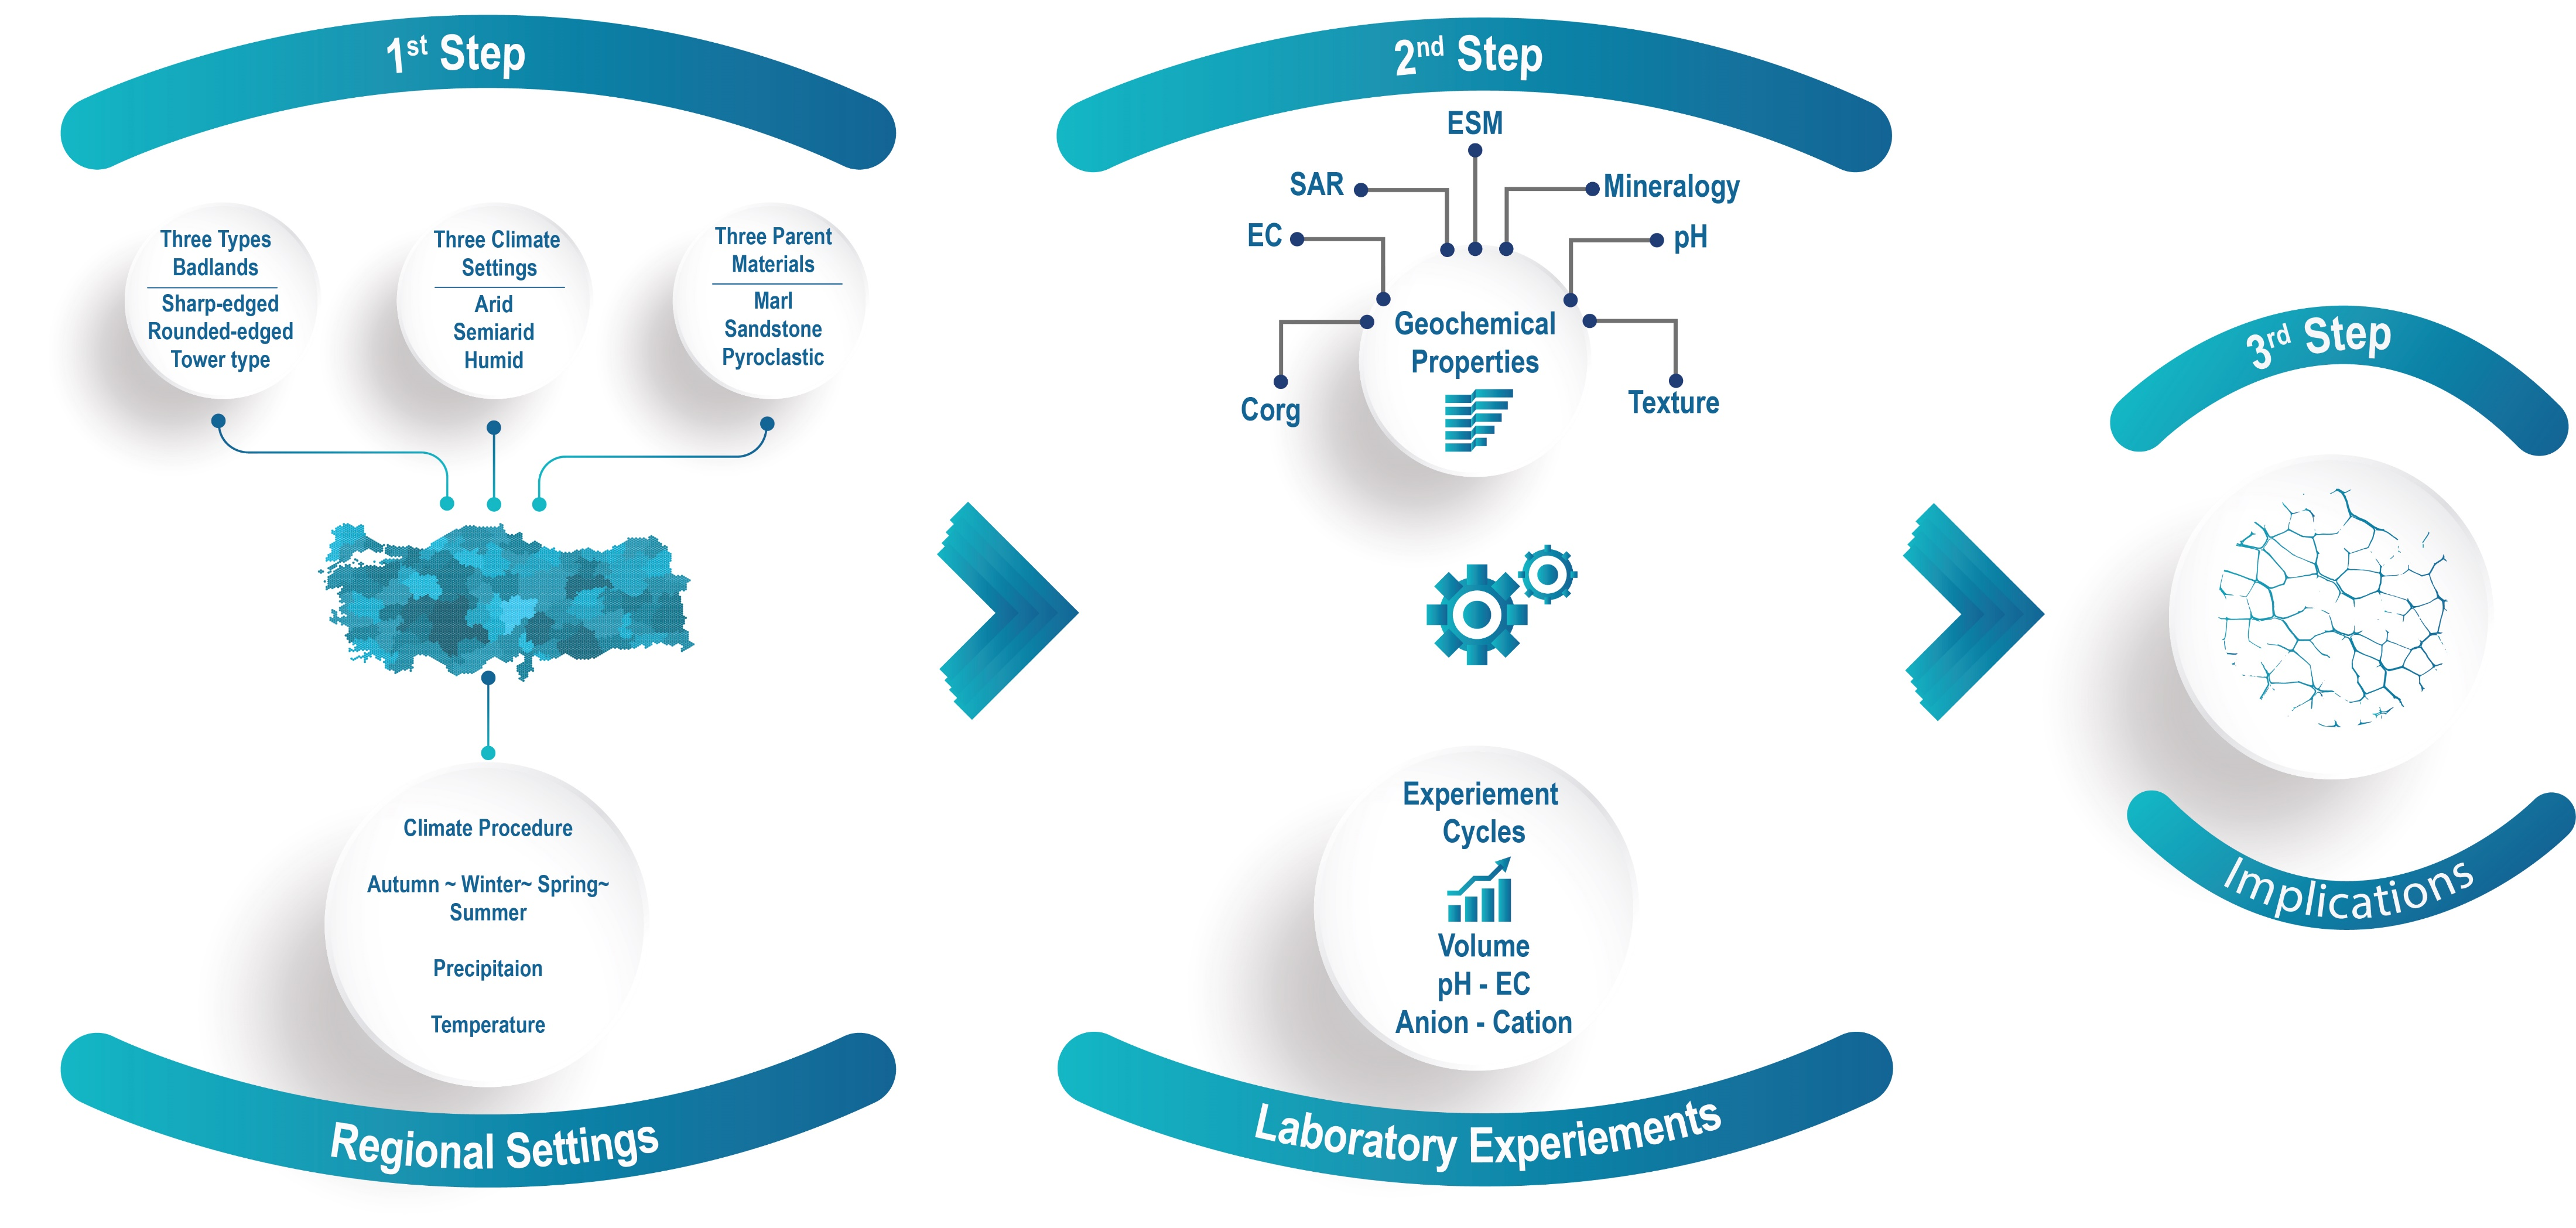 1st Step
Three Types
Badlands
Sharp-edged
Rounded-edged
Tower type
Three Climate
Settings
Arid
Semiarid
Humid
Three Parent
Materials
Marl
Sandstone
Pyroclastic
Climate Procedure
Autumn ~ Winter~ Spring~
Summer
Precipitaion
Temperature
Regional Settings
2nd Step
ESM
SAR
Mineralogy
EC
pH
Geochemical
Properties
Corg
Texture
Experiement
Cycles
Volume
pH - EC
Anion - Cation
Laboratory Experiements
3rd Step
Implications